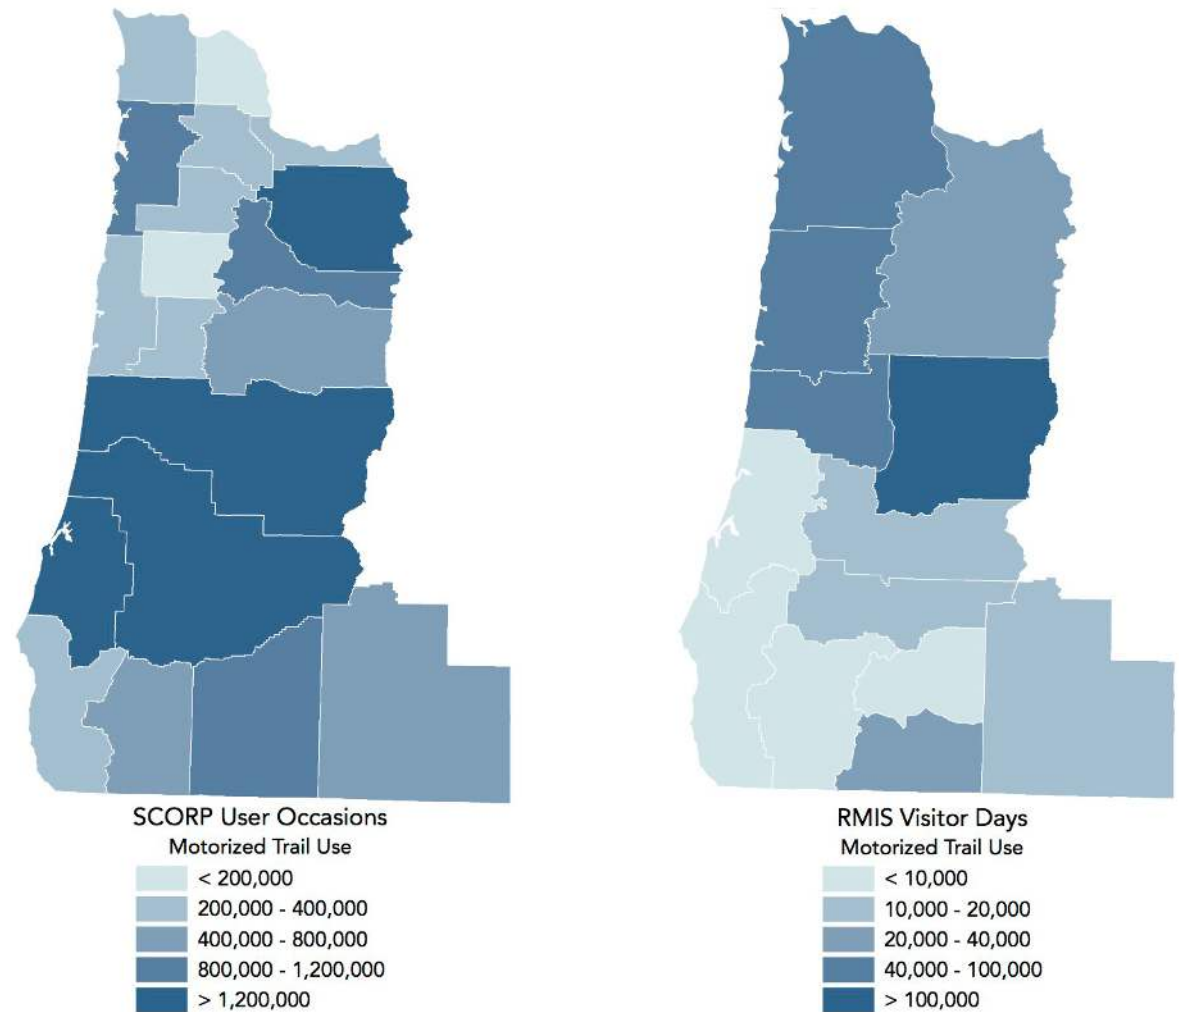 SCORP User Occasions
Motorized Trail Use
< 200,000
200,000 - 400,000
400,000 - 800,000
800,000 - 1,200,000
> 1,200,000
RMIS Visitor Days
Motorized Trail Use
< 10,000
10,000 - 20,000
20,000 - 40,000
40,000 - 100,000
> 100,000